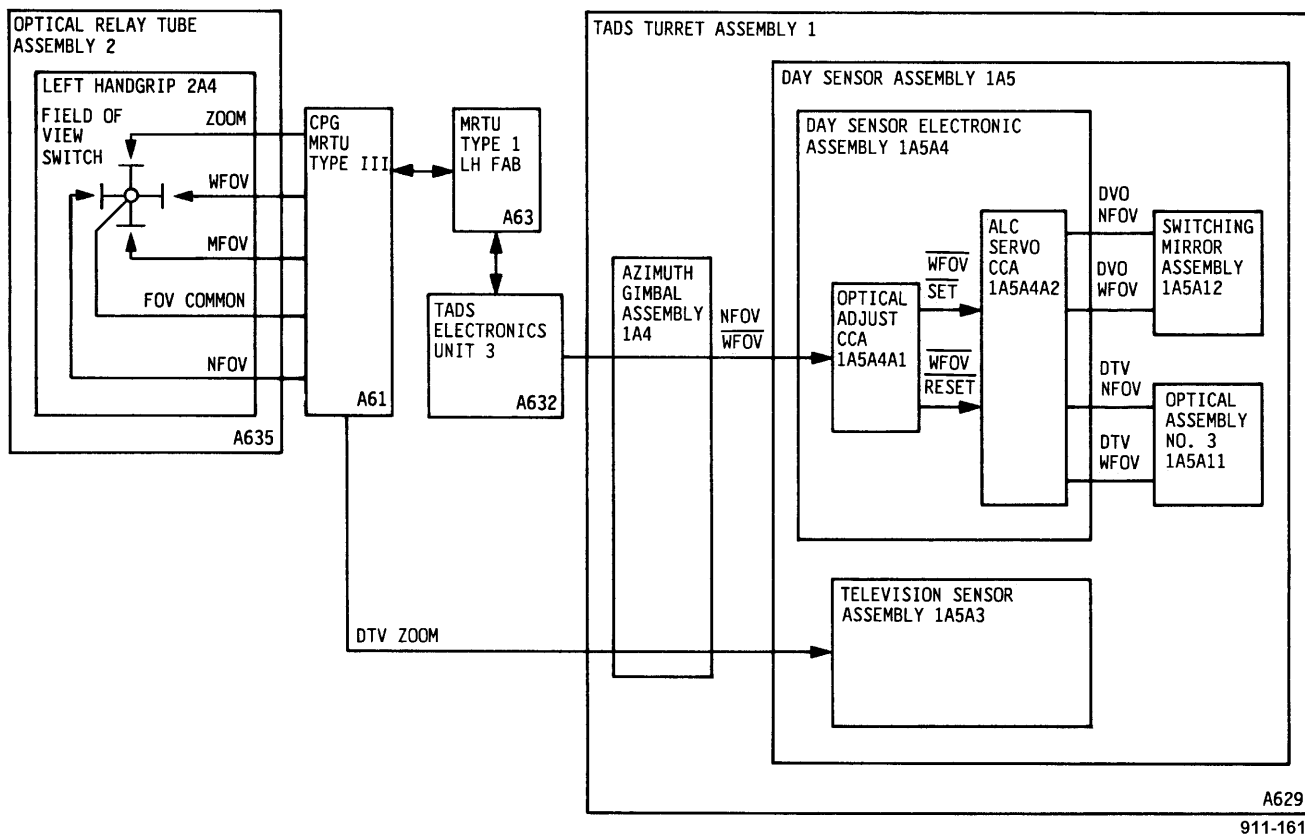 OPTICAL RELAY TUBE
ASSEMBLY 2
LEFT HANDGRIP 2A4
FIELD OF
VIEW
SWITCH
ZOOM
WFOV
MFOV
FOV COMMON
NFOV
A635
CPG
MRTU
TYPE III
A61
MRTU
TYPE 1
LH FAB
A63
TADS
ELECTRONICS
UNIT 3
A632
DTV ZOOM
TADS TURRET ASSEMBLY 1
AZIMUTH
GIMBAL
ASSEMBLY
1A4
NFOV
WFOV
DAY SENSOR ASSEMBLY 1A5
DAY SENSOR ELECTRONIC
ASSEMBLY 1A5A4
OPTICAL
ADJUST
CCA
1A5A4A1
WFOV
SET
WFOV
RESET
ALC
SERVO
CCA
1A5A4A2
DVO
NFOV
DVO
WFOV
DTV
NFOV
DTV
WFOV
SWITCHING
MIRROR
ASSEMBLY
1A5A12
OPTICAL
ASSEMBLY
NO. 3
1A5A11
TELEVISION SENSOR
ASSEMBLY 1A5A3
A629
911-161